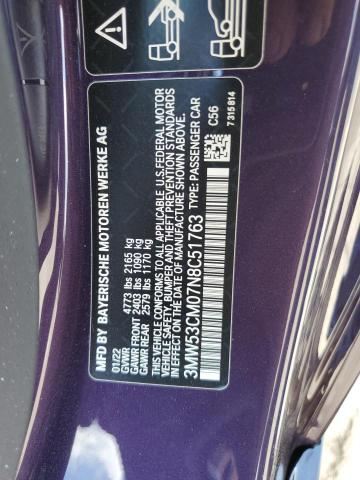 MFD BY BAYERISCHE MOTOREN WERKE AG
01/22
GVWR 4773 lbs 2165 kg
GAWR FRONT 2403 lbs 1090 kg
GAWR REAR 2579 lbs 1170 kg
THIS VEHICLE CONFORMS TO ALL APPLICABLE U.S. FEDERAL MOTOR
VEHICLE SAFETY, BUMPER AND THEFT PREVENTION STANDARDS
IN EFFECT ON THE DATE OF MANUFACTURE SHOWN ABOVE.
3MW53CM07N8C51763 TYPE: PASSENGER CAR
C56
7315814